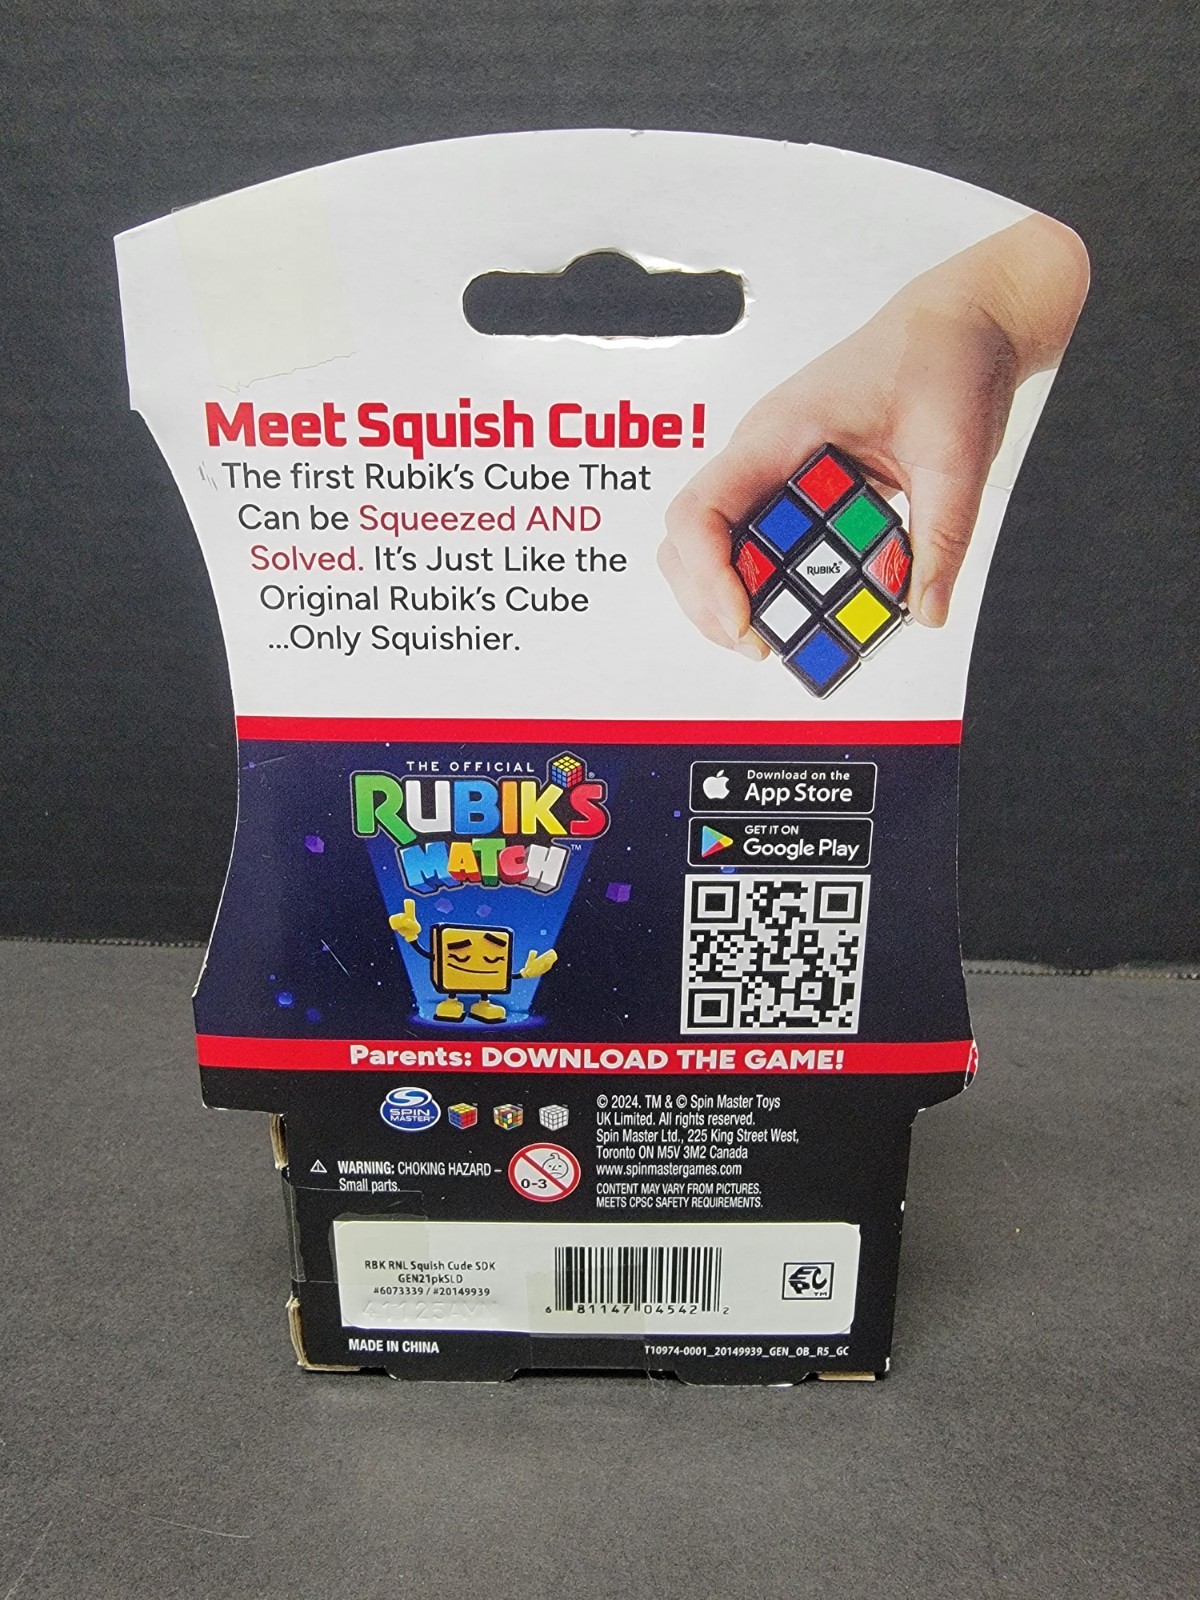 Meet Squish Cube!
The first Rubik's Cube That
Can be Squeezed AND
Solved. It's Just Like the
Original Rubik's Cube
...Only Squishier.
RUBIK'S®
THE OFFICIAL
RUBIK'S®
MATCH™
Download on the
App Store
GET IT ON
Google Play
Parents: DOWNLOAD THE GAME!
SPIN
MASTER™
© 2024. TM & © Spin Master Toys
UK Limited. All rights reserved.
Spin Master Ltd., 225 King Street West,
Toronto ON M5V 3M2 Canada
www.spinmastergames.com
CONTENT MAY VARY FROM PICTURES.
MEETS CPSC SAFETY REQUIREMENTS.
⚠ WARNING: CHOKING HAZARD –
Small parts.
0-3
RBK RNL Squish Cude SDK
GEN21pkSLD
#6073339 / #20149939
6 81147 04542 2
EPC™
MADE IN CHINA
T10974-0001_20149939_GEN_OB_R5_GC